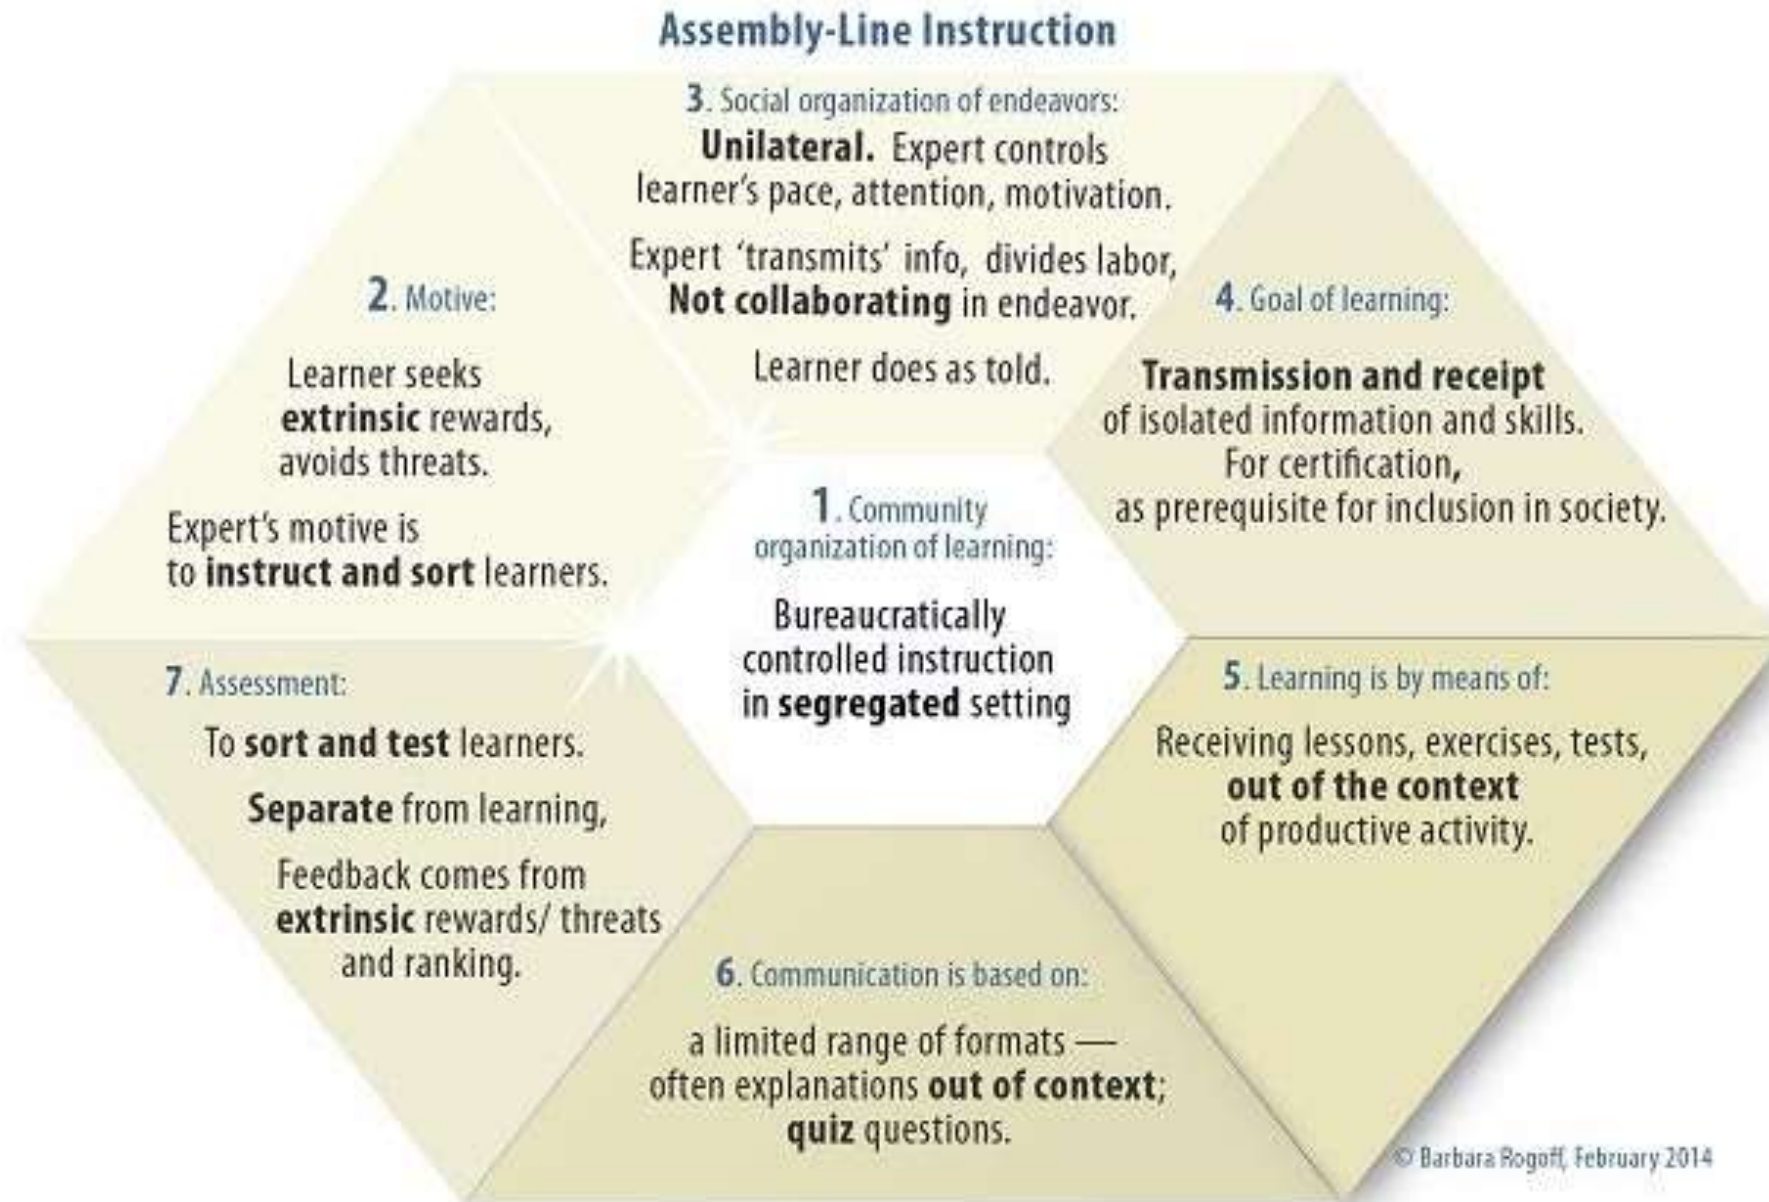 Assembly-Line Instruction
3. Social organization of endeavors:
Unilateral. Expert controls
learner's pace, attention, motivation.
Expert 'transmits' info, divides labor,
Not collaborating in endeavor.
Learner does as told.
2. Motive:
Learner seeks
extrinsic rewards,
avoids threats.
Expert's motive is
to instruct and sort learners.
4. Goal of learning:
Transmission and receipt
of isolated information and skills.
For certification,
as prerequisite for inclusion in society.
1. Community
organization of learning:
Bureaucratically
controlled instruction
in segregated setting
7. Assessment:
To sort and test learners.
Separate from learning,
Feedback comes from
extrinsic rewards/ threats
and ranking.
5. Learning is by means of:
Receiving lessons, exercises, tests,
out of the context
of productive activity.
6. Communication is based on:
a limited range of formats —
often explanations out of context;
quiz questions.
© Barbara Rogoff, February 2014